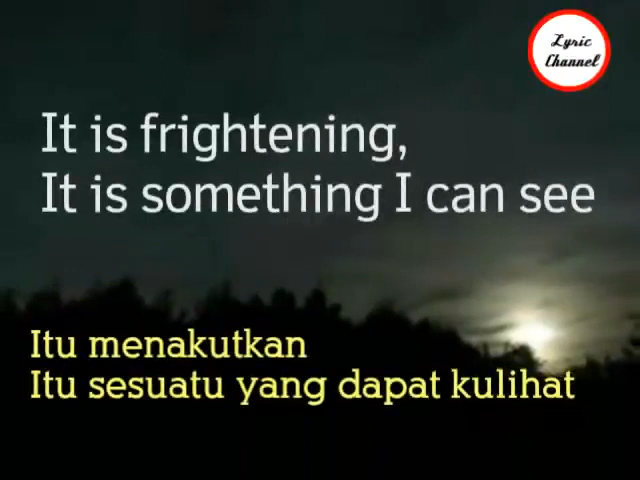 Lyric
Channel
It is frightening,
It is something I can see
Itu menakutkan
Itu sesuatu yang dapat kulihat